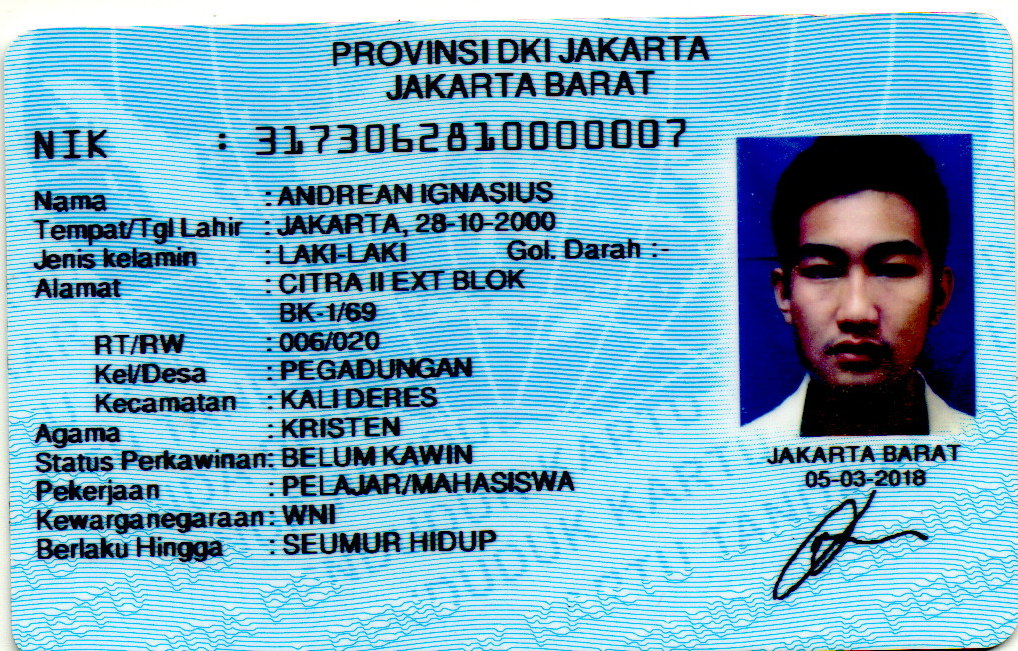 PROVINSI DKI JAKARTA
JAKARTA BARAT
NIK : 3173062810000007
Nama : ANDREAN IGNASIUS
Tempat/Tgl Lahir : JAKARTA, 28-10-2000
Jenis kelamin : LAKI-LAKI Gol. Darah :-
Alamat : CITRA II EXT BLOK
BK-1/69
RT/RW : 006/020
Kel/Desa : PEGADUNGAN
Kecamatan : KALI DERES
Agama : KRISTEN
Status Perkawinan: BELUM KAWIN
Pekerjaan : PELAJAR/MAHASISWA
Kewarganegaraan: WNI
Berlaku Hingga : SEUMUR HIDUP
JAKARTA BARAT
05-03-2018